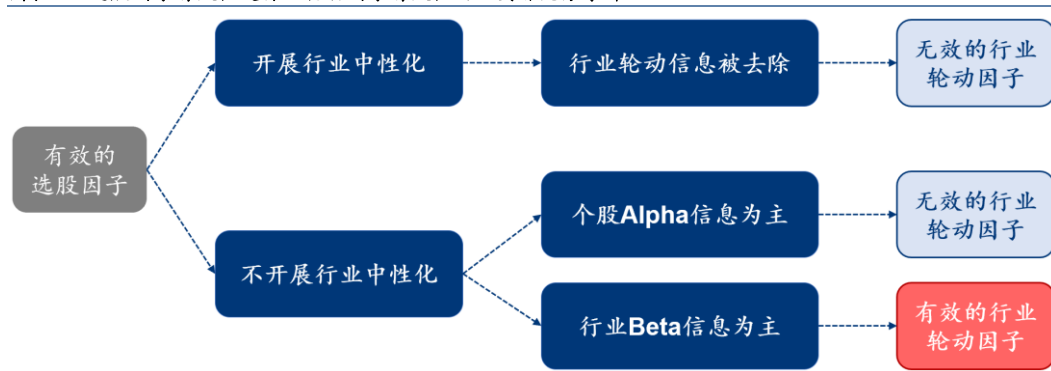 开展行业中性化
行业轮动信息被去除
无效的行业
轮动因子
有效的
选股因子
个股Alpha信息为主
无效的行业
轮动因子
不开展行业中性化
行业Beta信息为主
有效的行业
轮动因子